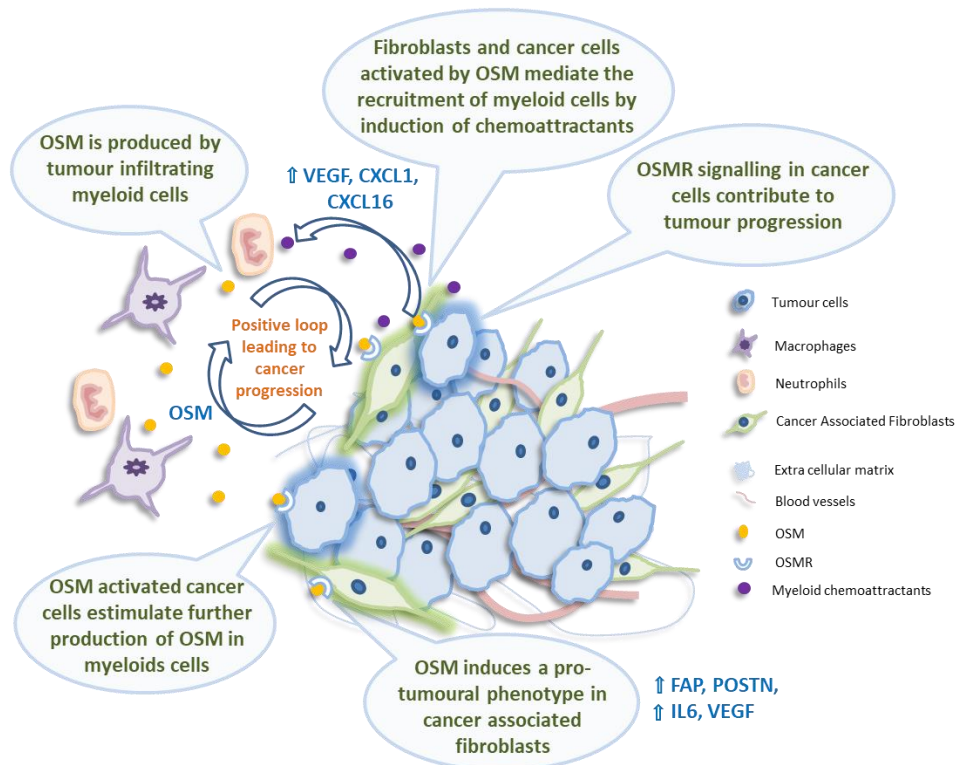 Fibroblasts and cancer cells
activated by OSM mediate the
recruitment of myeloid cells by
induction of chemoattractants
OSM is produced by
tumour infiltrating
myeloid cells
⇧ VEGF, CXCL1,
CXCL16
OSMR signalling in cancer
cells contribute to
tumour progression
Positive loop
leading to
cancer
progression
OSM
Tumour cells
Macrophages
Neutrophils
Cancer Associated Fibroblasts
Extra cellular matrix
Blood vessels
OSM
OSMR
Myeloid chemoattractants
OSM activated cancer
cells estimulate further
production of OSM in
myeloids cells
OSM induces a pro-
tumoural phenotype in
cancer associated
fibroblasts
⇧ FAP, POSTN,
⇧ IL6, VEGF